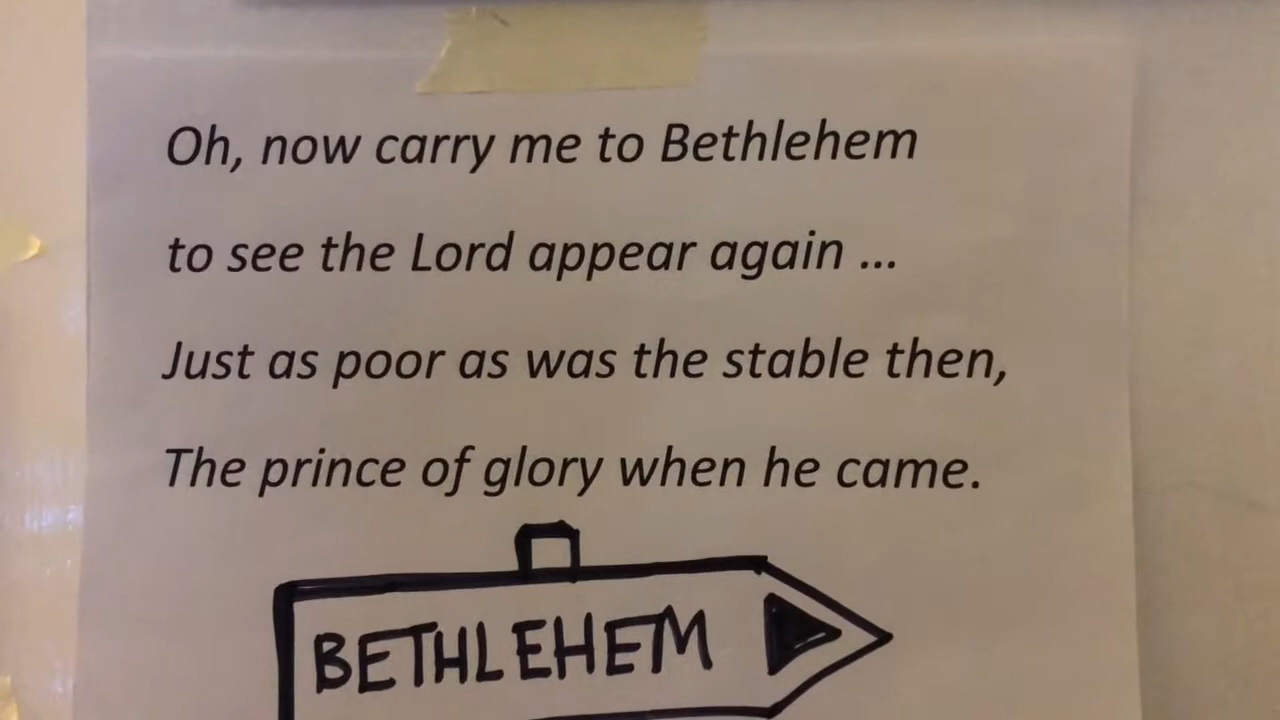 Oh, now carry me to Bethlehem
to see the Lord appear again ...
Just as poor as was the stable then,
The prince of glory when he came.
BETHLEHEM